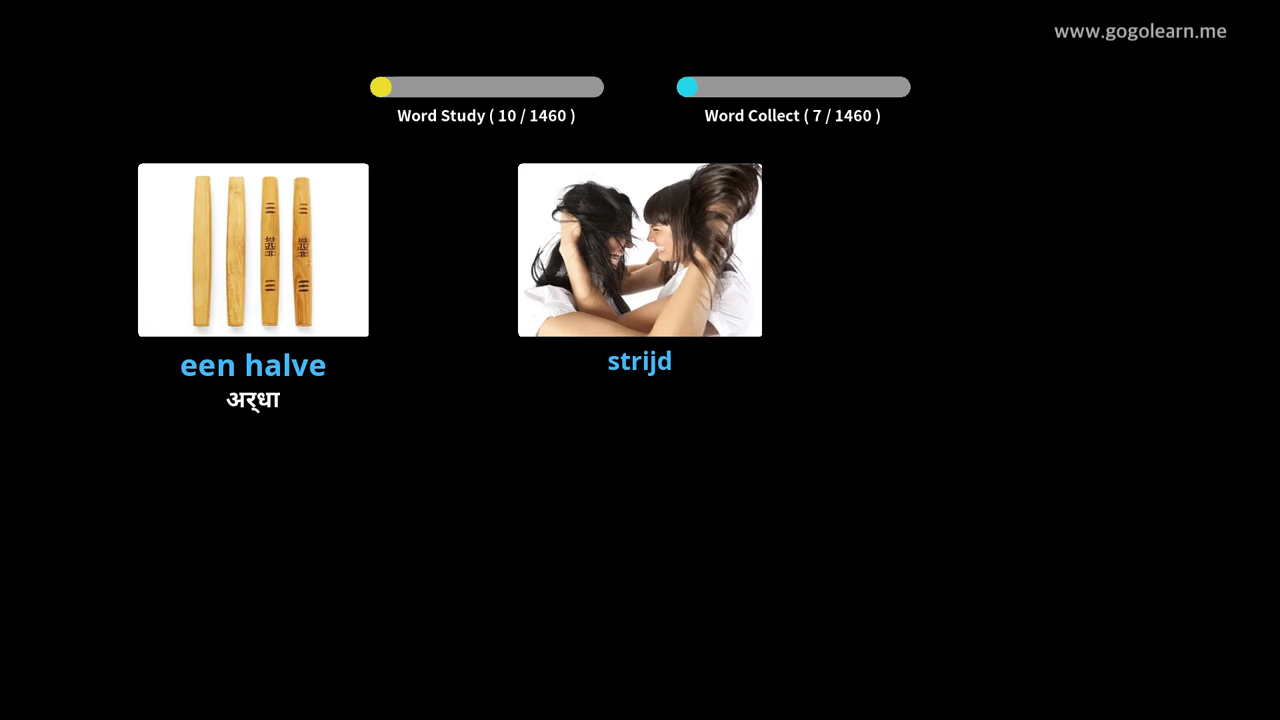 www.gogolearn.me
Word Study ( 10 / 1460 )
Word Collect ( 7 / 1460 )
een halve
अर्धा
strijd